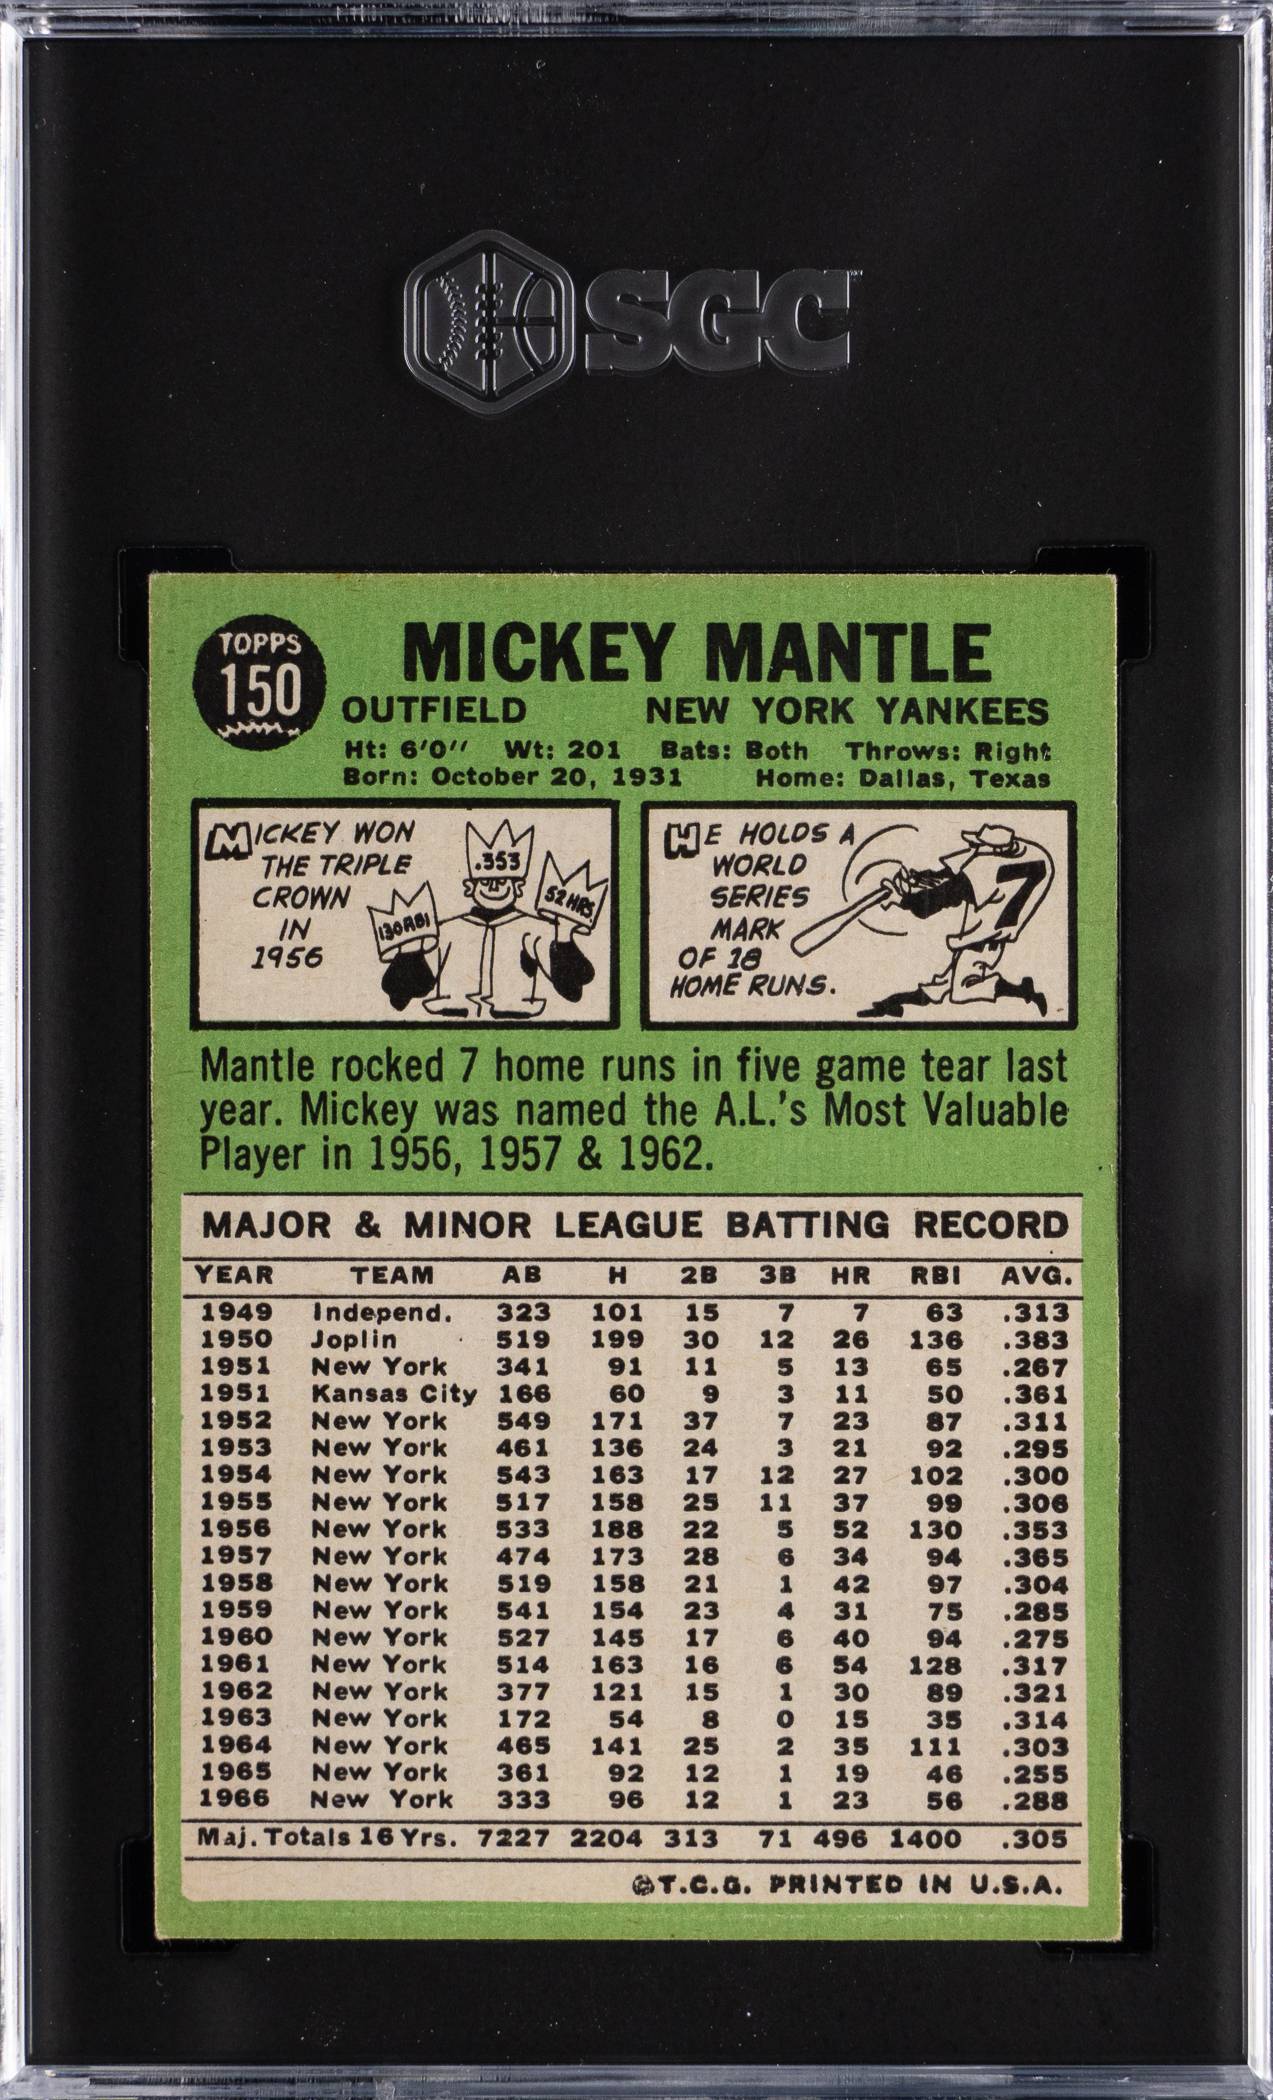 SGC
TOPPS
150
MICKEY MANTLE
OUTFIELD NEW YORK YANKEES
Ht: 6'0" Wt: 201 Bats: Both Throws: Right
Born: October 20, 1931 Home: Dallas, Texas
MICKEY WON
THE TRIPLE
CROWN
IN
1956
.353
130 RBI
52 HRS
HE HOLDS A
WORLD
SERIES
MARK
OF 18
HOME RUNS.
7
Mantle rocked 7 home runs in five game tear last
year. Mickey was named the A.L.'s Most Valuable
Player in 1956, 1957 & 1962.
MAJOR & MINOR LEAGUE BATTING RECORD
YEAR TEAM AB H 2B 3B HR RBI AVG.
1949 Independ. 323 101 15 7 7 63 .313
1950 Joplin 519 199 30 12 26 136 .383
1951 New York 341 91 11 5 13 65 .267
1951 Kansas City 166 60 9 3 11 50 .361
1952 New York 549 171 37 7 23 87 .311
1953 New York 461 136 24 3 21 92 .295
1954 New York 543 163 17 12 27 102 .300
1955 New York 517 158 25 11 37 99 .306
1956 New York 533 188 22 5 52 130 .353
1957 New York 474 173 28 6 34 94 .365
1958 New York 519 158 21 1 42 97 .304
1959 New York 541 154 23 4 31 75 .285
1960 New York 527 145 17 6 40 94 .275
1961 New York 514 163 16 6 54 128 .317
1962 New York 377 121 15 1 30 89 .321
1963 New York 172 54 8 0 15 35 .314
1964 New York 465 141 25 2 35 111 .303
1965 New York 361 92 12 1 19 46 .255
1966 New York 333 96 12 1 23 56 .288
Maj. Totals 16 Yrs. 7227 2204 313 71 496 1400 .305
©T.C.G. PRINTED IN U.S.A.